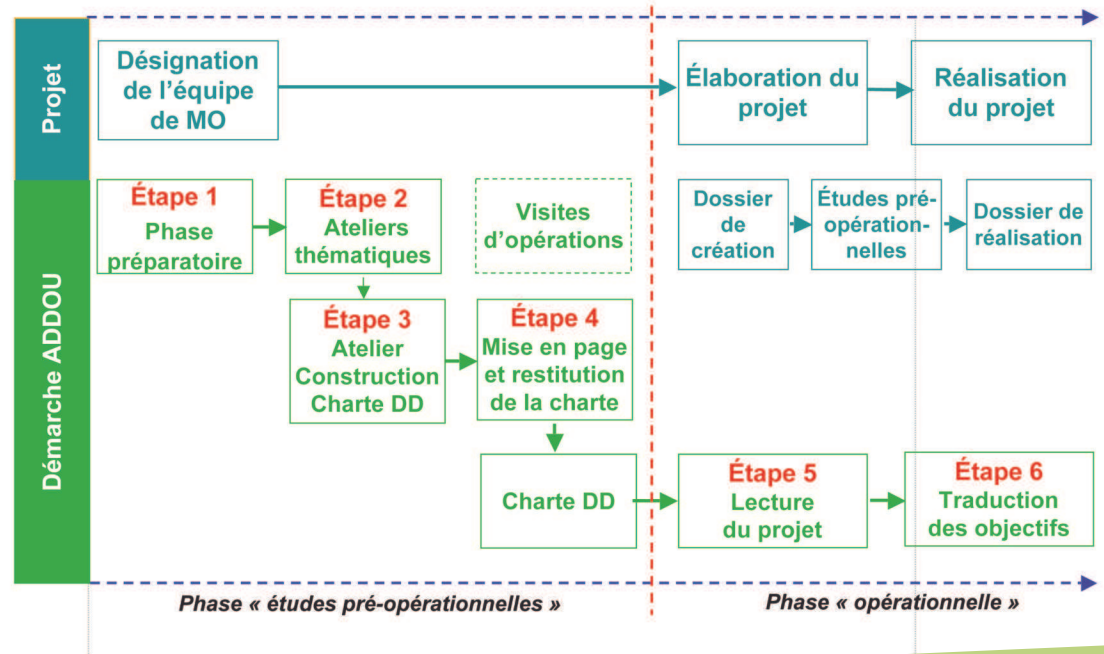 Projet
Désignation
de l’équipe
de MO
Élaboration du
projet
Réalisation
du projet
Démarche ADDOU
Étape 1
Phase
préparatoire
Étape 2
Ateliers
thématiques
Visites
d’opérations
Dossier
de
création
Études pré-
opération-
nelles
Dossier de
réalisation
Étape 3
Atelier
Construction
Charte DD
Étape 4
Mise en page
et restitution
de la charte
Charte DD
Étape 5
Lecture
du projet
Étape 6
Traduction
des objectifs
Phase « études pré-opérationnelles »
Phase « opérationnelle »